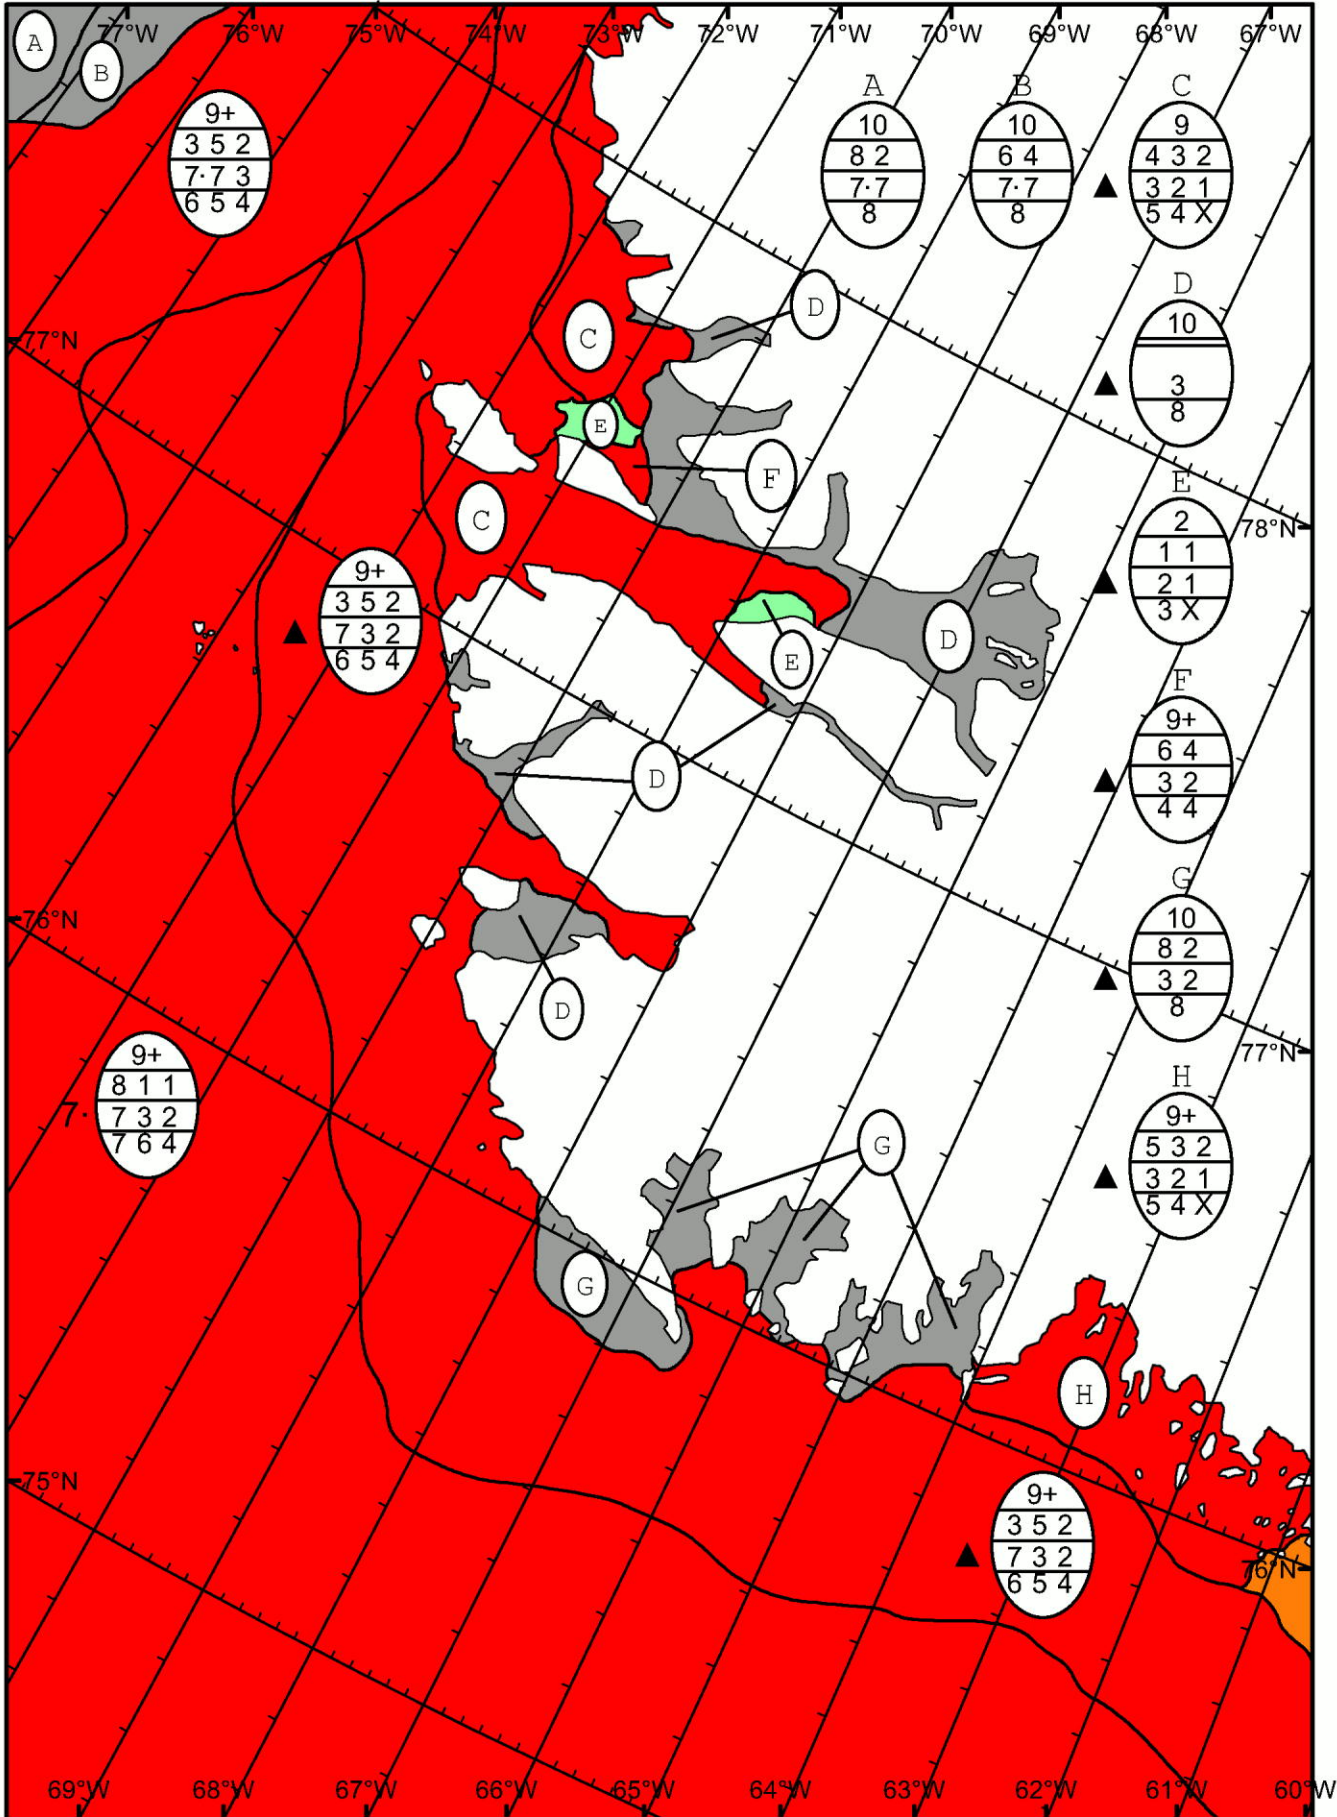 77°W 76°W 75°W 74°W 73°W 72°W 71°W 70°W 69°W 68°W 67°W
A
B
9+
3 5 2
7· 7 3
6 5 4
A
10
8 2
7· 7
8
B
10
6 4
7· 7
8
C
9
4 3 2
3 2 1
5 4 X
D
10
3
8
E
2
1 1
2 1
3 X
F
9+
6 4
3 2
4 4
G
10
8 2
3 2
8
H
9+
5 3 2
3 2 1
5 4 X
77°N
78°N
C
D
E
F
C
9+
3 5 2
7 3 2
6 5 4
D
E
D
76°N
D
77°N
7·
9+
8 1 1
7 3 2
7 6 4
G
G
H
75°N
9+
3 5 2
7 3 2
6 5 4
76°N
69°W 68°W 67°W 66°W 65°W 64°W 63°W 62°W 61°W 60°W